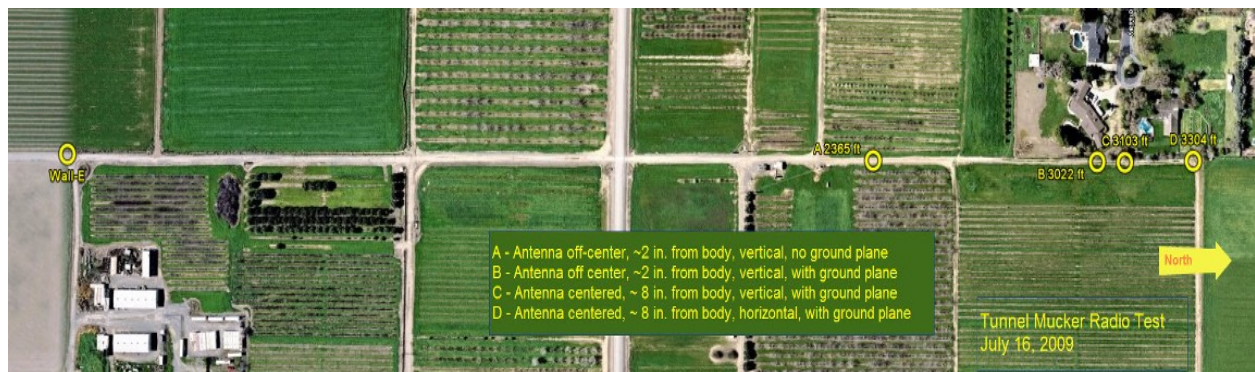 Wall-E
A 2365 ft
B 3022 ft
C 3103 ft
D 3304 ft
A - Antenna off-center, ~2 in. from body, vertical, no ground plane
B - Antenna off center, ~2 in. from body, vertical, with ground plane
C - Antenna centered, ~ 8 in. from body, vertical, with ground plane
D - Antenna centered, ~ 8 in. from body, horizontal, with ground plane
North
Tunnel Mucker Radio Test
July 16, 2009